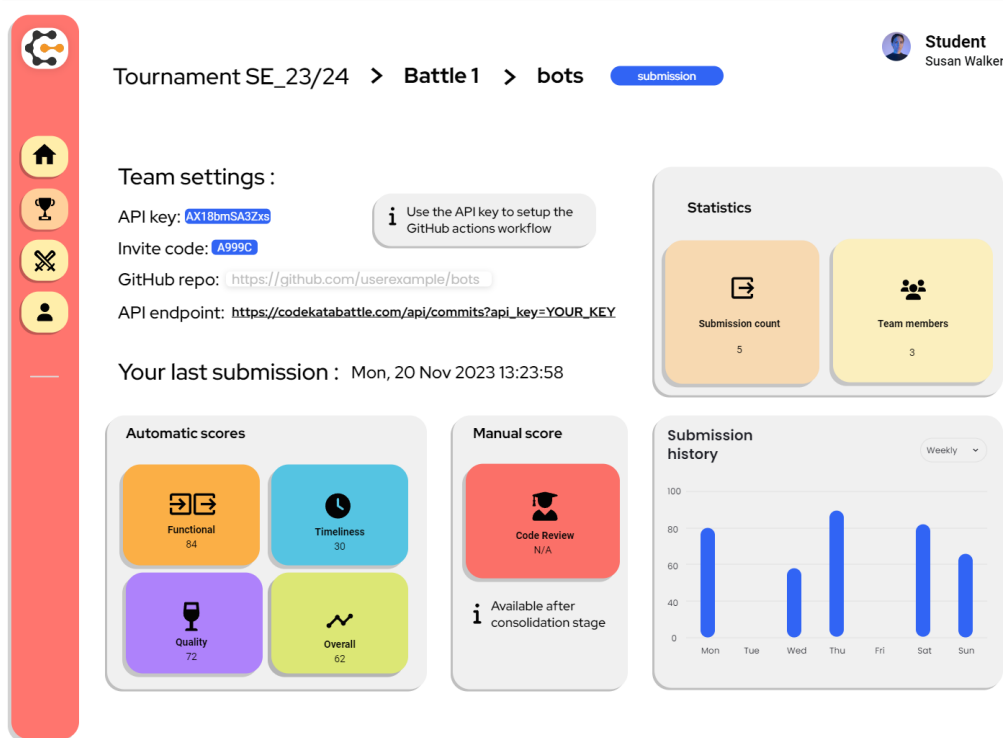 Student
Susan Walker
Tournament SE_23/24 > Battle 1 > bots submission
Team settings :
API key: AX18bmSA3Zxs
Invite code: A999C
GitHub repo: https://github.com/userexample/bots
API endpoint: https://codekatabattle.com/api/commits?api_key=YOUR_KEY
Use the API key to setup the
GitHub actions workflow
Statistics
Submission count
5
Team members
3
Your last submission : Mon, 20 Nov 2023 13:23:58
Automatic scores
Functional
84
Timeliness
30
Quality
72
Overall
62
Manual score
Code Review
N/A
Available after
consolidation stage
Submission
history
Weekly
100
80
60
40
0
Mon Tue Wed Thu Fri Sat Sun